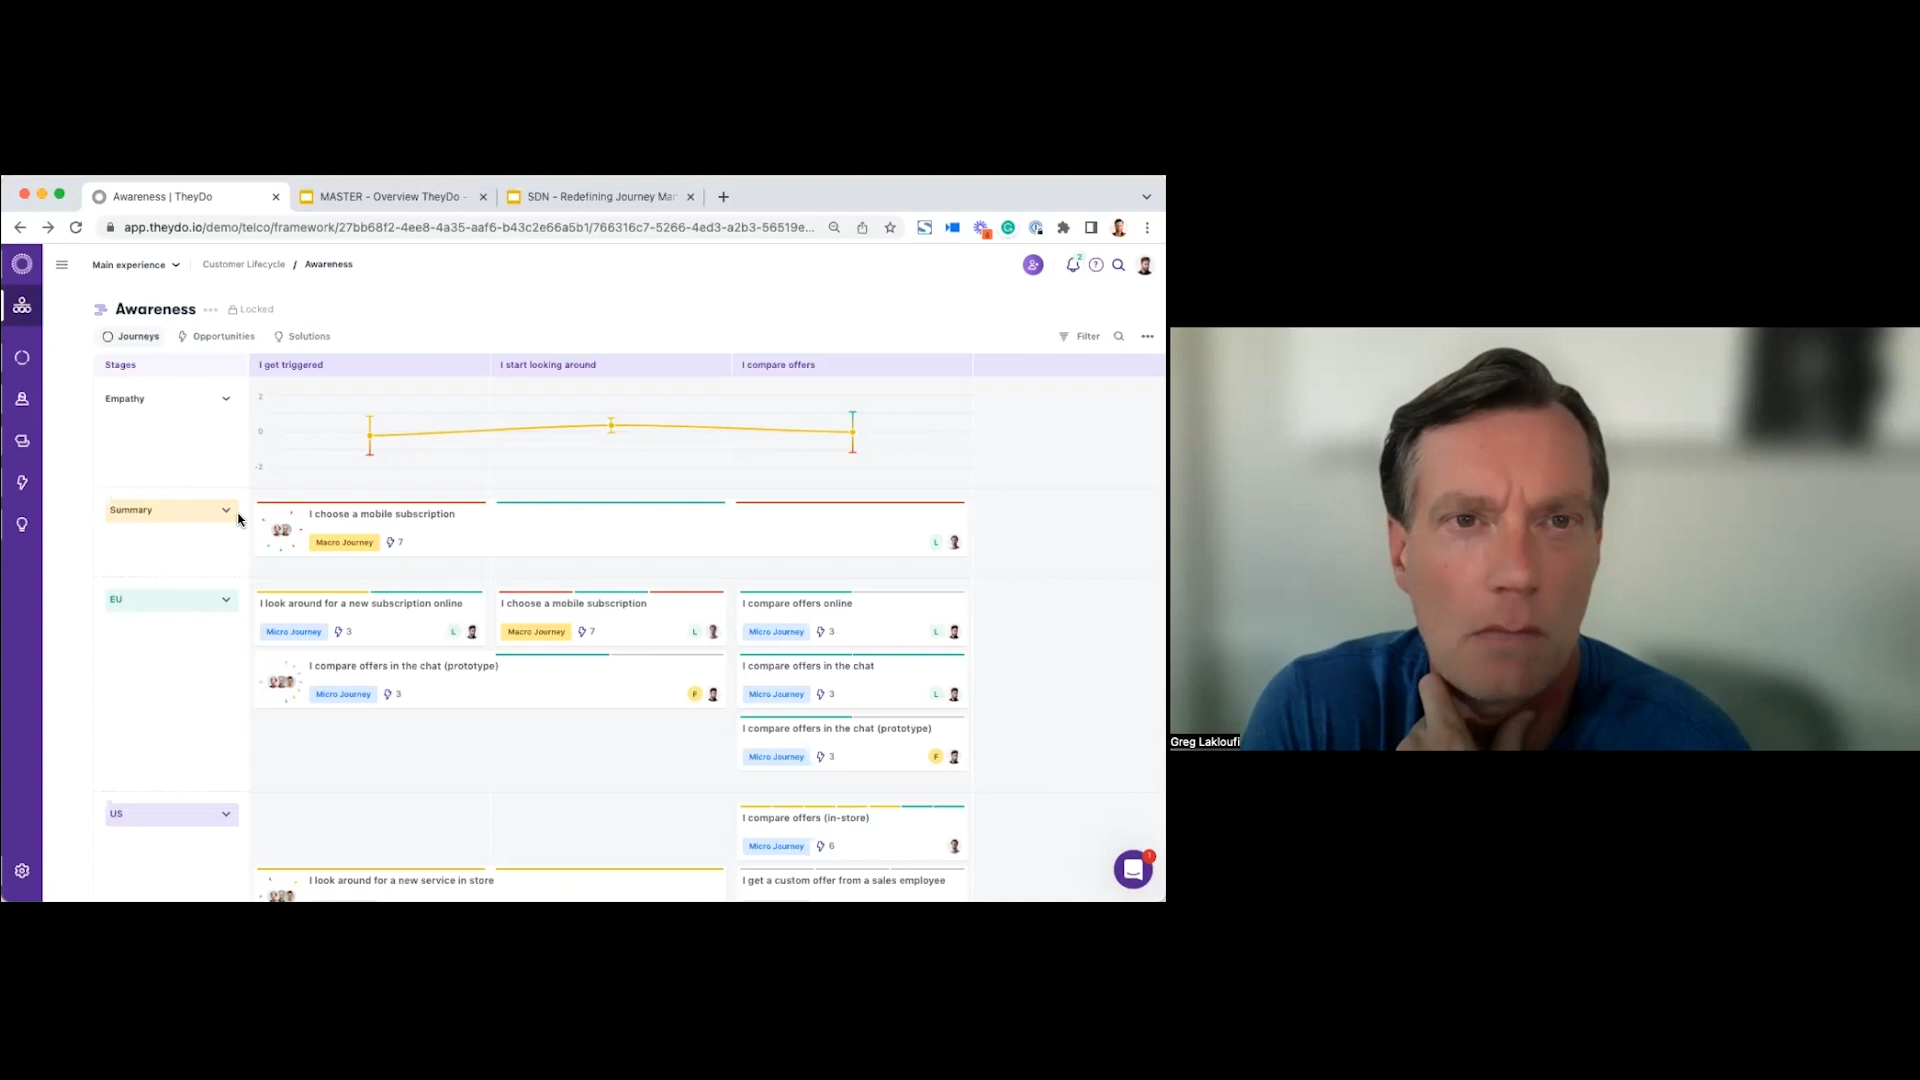 Awareness | TheyDo
MASTER - Overview TheyDo -
SDN - Redefining Journey Mar
app.theydo.io/demo/telco/framework/27bb68f2-4ee8-4a35-aaf6-b43c2e66a5b1/766316c7-5266-4ed3-a2b3-56519e...
Main experience
Customer Lifecycle / Awareness
2
Awareness
Locked
Journeys
Opportunities
Solutions
Filter
Stages
I get triggered
I start looking around
I compare offers
Empathy
2
0
-2
Summary
I choose a mobile subscription
Macro Journey
7
L
EU
I look around for a new subscription online
I choose a mobile subscription
I compare offers online
Micro Journey
3
L
Macro Journey
7
L
Micro Journey
3
L
I compare offers in the chat (prototype)
I compare offers in the chat
Micro Journey
3
F
Micro Journey
3
L
I compare offers in the chat (prototype)
Micro Journey
3
F
US
I compare offers (in-store)
Micro Journey
6
I look around for a new service in store
I get a custom offer from a sales employee
Greg Lakloufi